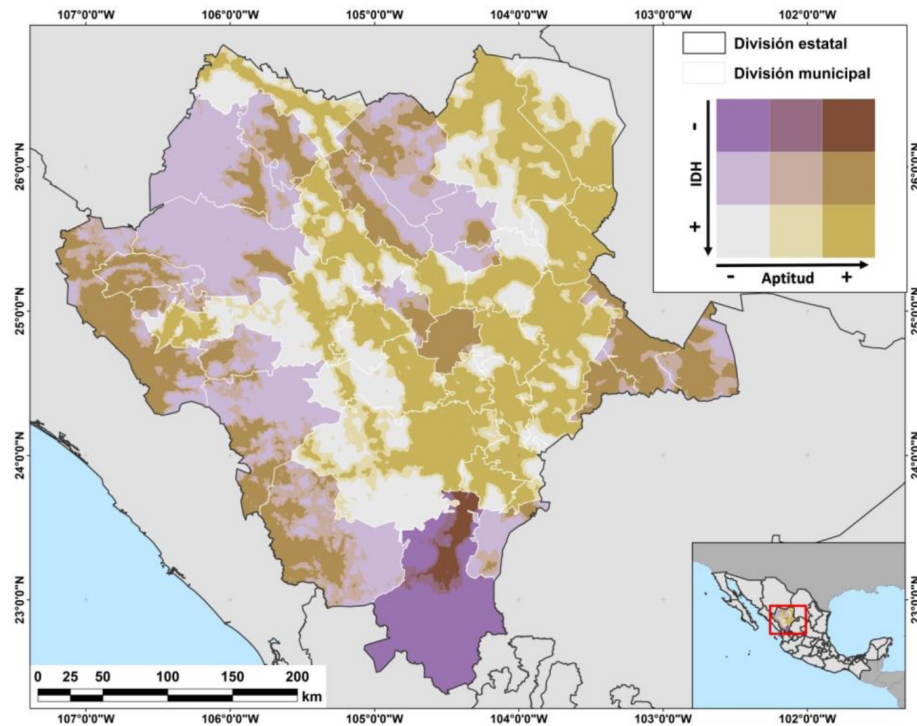 107°0'0"W 106°0'0"W 105°0'0"W 104°0'0"W 103°0'0"W 102°0'0"W
División estatal
División municipal
-
IDH
+
- Aptitud +
26°0'0"N 26°0'0"N
25°0'0"N 25°0'0"N
24°0'0"N 24°0'0"N
23°0'0"N 23°0'0"N
0 25 50 100 150 200
km
107°0'0"W 106°0'0"W 105°0'0"W 104°0'0"W 103°0'0"W 102°0'0"W